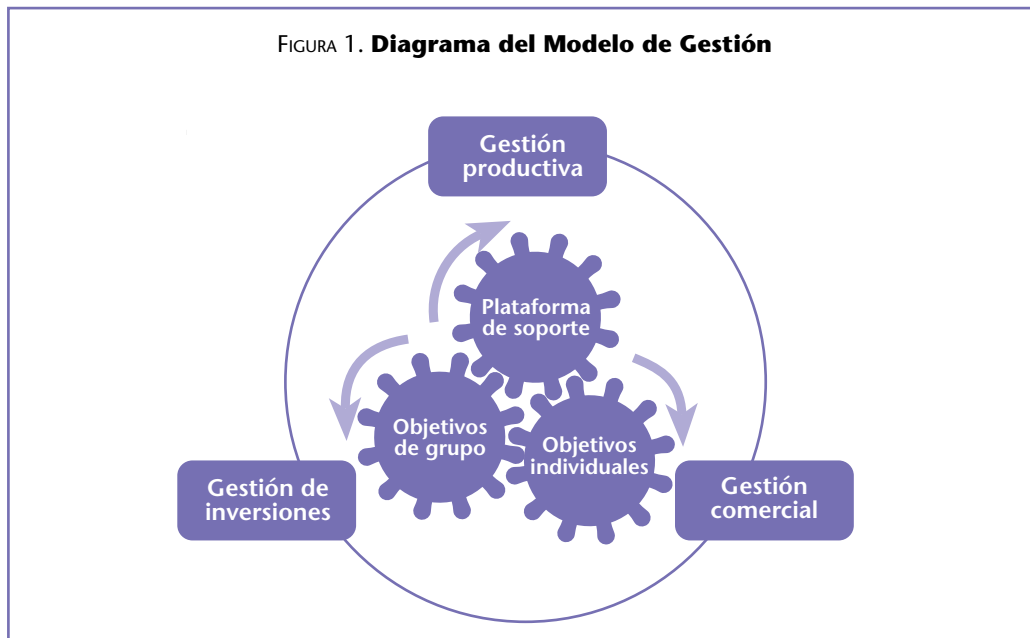 FIGURA 1. Diagrama del Modelo de Gestión
Gestión
productiva
Plataforma
de soporte
Objetivos
de grupo
Objetivos
individuales
Gestión de
inversiones
Gestión
comercial